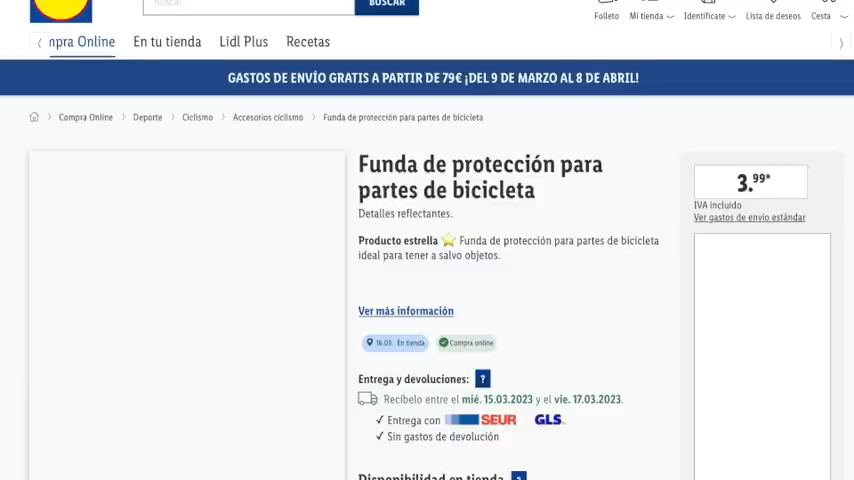 Buscar
BUSCAR
Folleto Mi tienda Identifícate Lista de deseos Cesta
mpra Online En tu tienda Lidl Plus Recetas
GASTOS DE ENVÍO GRATIS A PARTIR DE 79€ ¡DEL 9 DE MARZO AL 8 DE ABRIL!
Compra Online Deporte Ciclismo Accesorios ciclismo Funda de protección para partes de bicicleta
Funda de protección para
partes de bicicleta
Detalles reflectantes.
Producto estrella ⭐ Funda de protección para partes de bicicleta
ideal para tener a salvo objetos.
Ver más información
16.03. En tienda Compra online
Entrega y devoluciones: ?
Recíbelo entre el mié. 15.03.2023 y el vie. 17.03.2023.
✓ Entrega con SEUR GLS.
✓ Sin gastos de devolución
Disponibilidad en tienda ?
3.99*
IVA incluido
Ver gastos de envío estándar